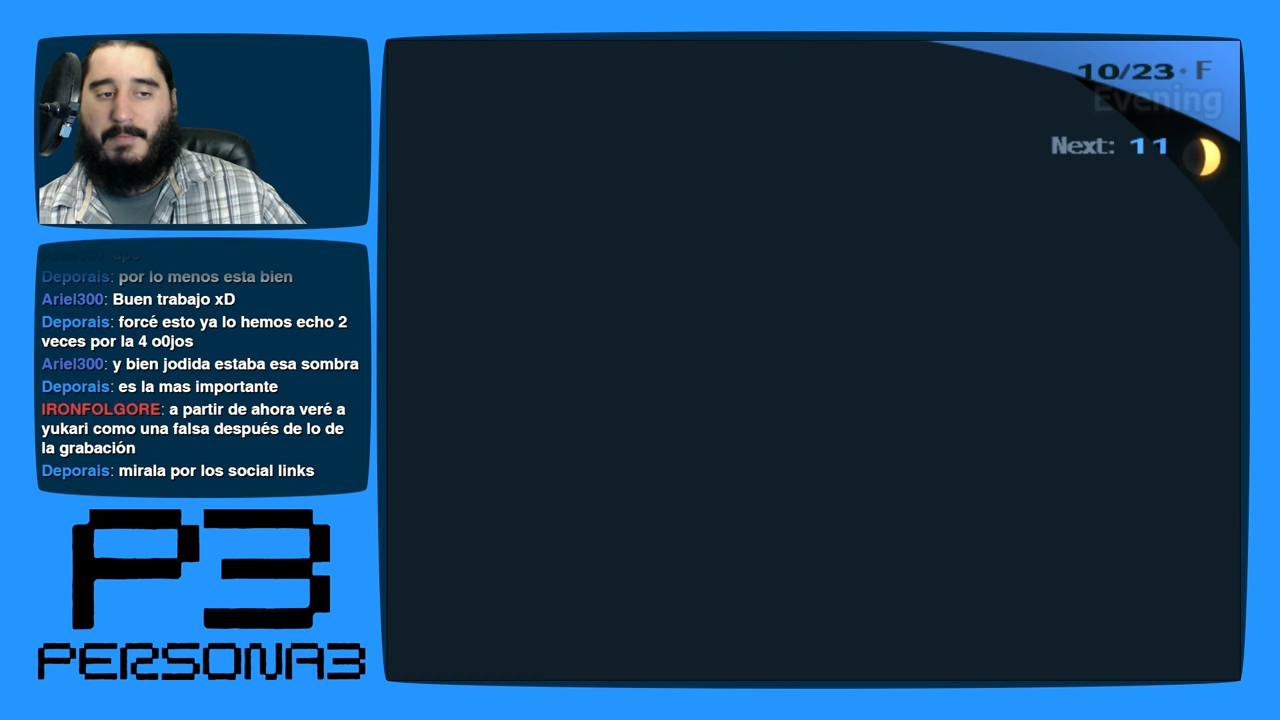 10/23 · F
Evening
Next: 11
Deporais: por lo menos esta bien
Ariel300: Buen trabajo xD
Deporais: forcé esto ya lo hemos echo 2
veces por la 4 o0jos
Ariel300: y bien jodida estaba esa sombra
Deporais: es la mas importante
IRONFOLGORE: a partir de ahora veré a
yukari como una falsa después de lo de
la grabación
Deporais: mirala por los social links
P3
PERSONA3